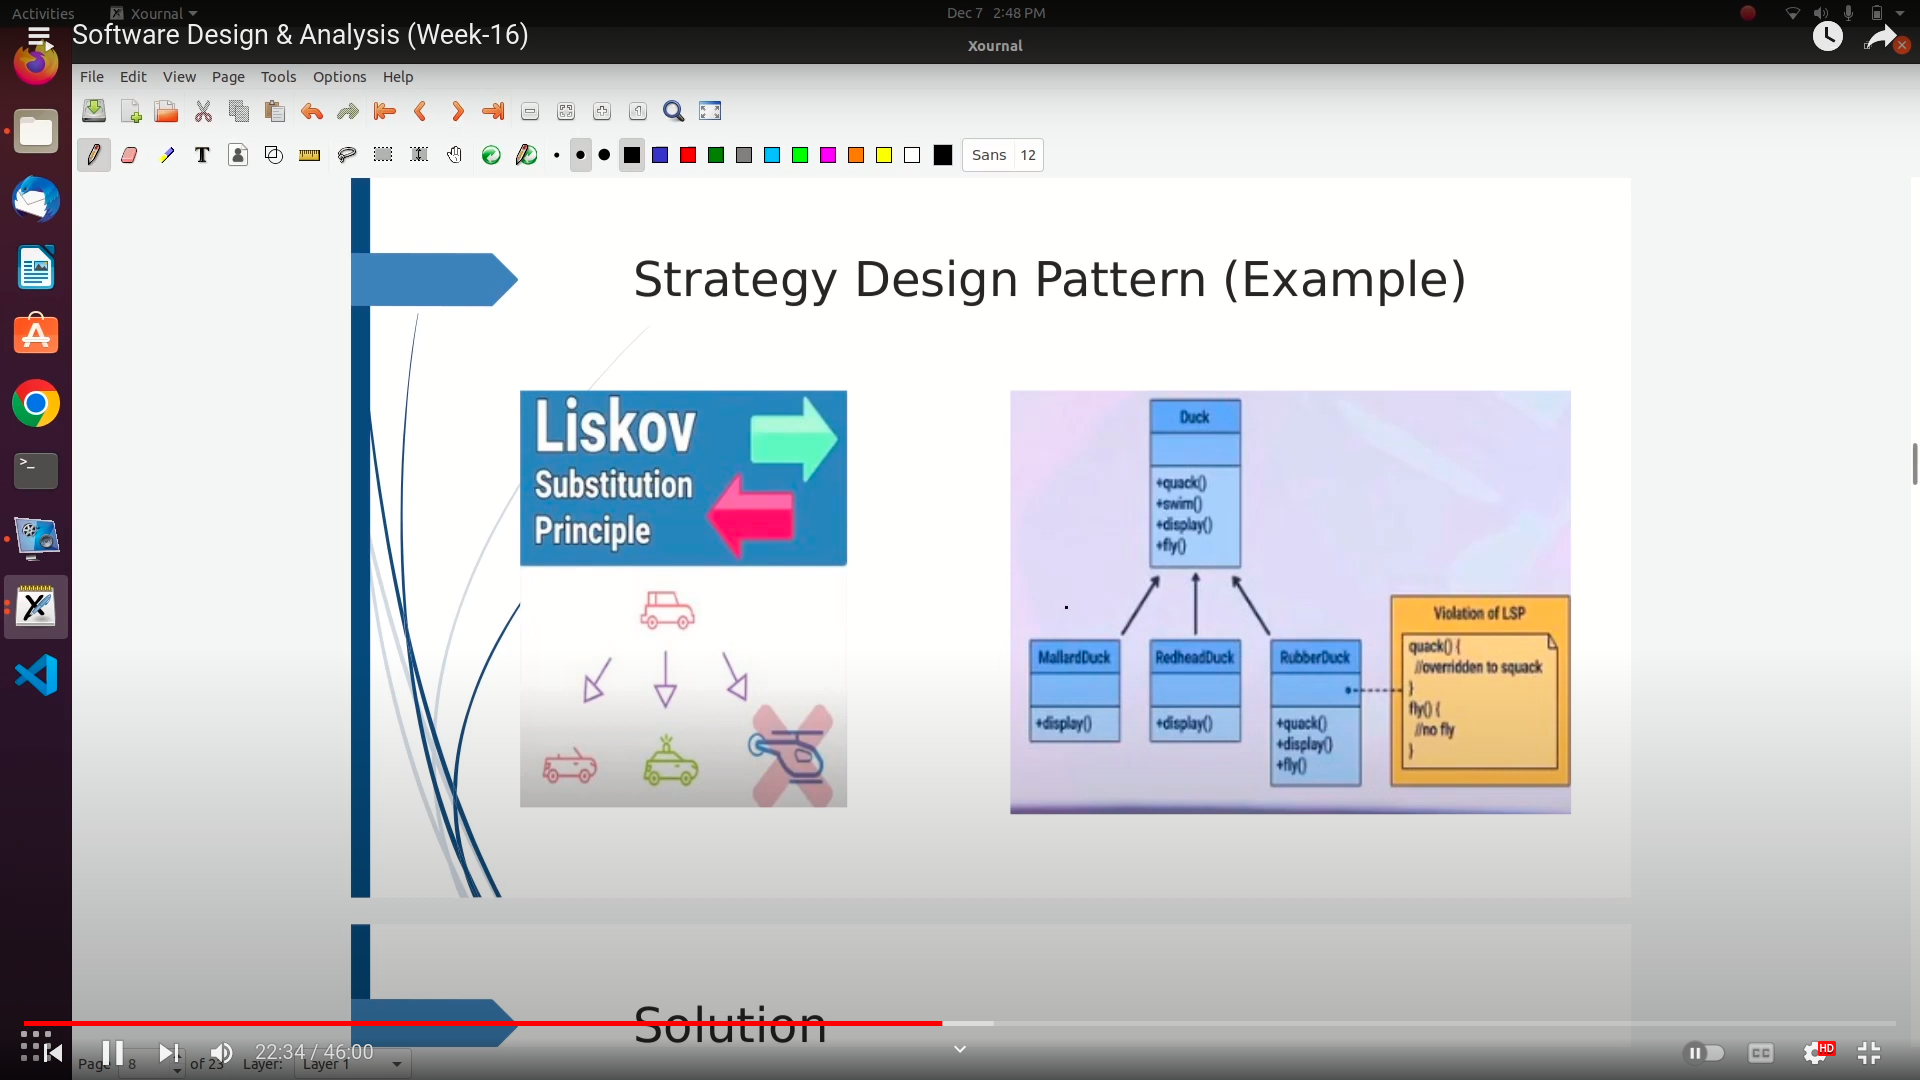 Activities
Xournal
Dec 7 2:48 PM
Software Design & Analysis (Week-16)
Xournal
File Edit View Page Tools Options Help
T
Sans 12
Strategy Design Pattern (Example)
Liskov
Substitution
Principle
Duck
+quack()
+swim()
+display()
+fly()
MallardDuck
+display()
RedheadDuck
+display()
RubberDuck
+quack()
+display()
+fly()
Violation of LSP
quack() {
//overridden to squack
}
fly() {
//no fly
}
Solution
22:34 / 46:00
CC
HD
Page 8 of 23 Layer: Layer 1